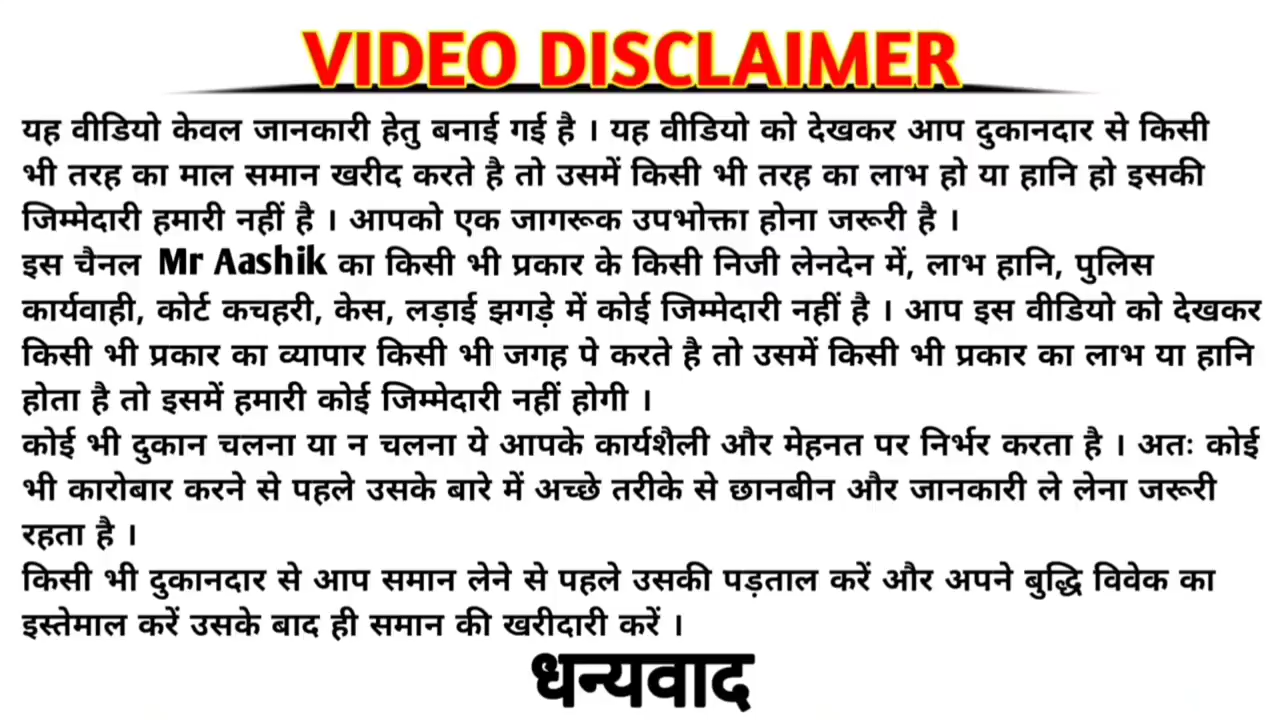 VIDEO DISCLAIMER
यह वीडियो केवल जानकारी हेतु बनाई गई है । यह वीडियो को देखकर आप दुकानदार से किसी
भी तरह का माल समान खरीद करते है तो उसमें किसी भी तरह का लाभ हो या हानि हो इसकी
जिम्मेदारी हमारी नहीं है । आपको एक जागरूक उपभोक्ता होना जरूरी है ।
इस चैनल Mr Aashik का किसी भी प्रकार के किसी निजी लेनदेन में, लाभ हानि, पुलिस
कार्यवाही, कोर्ट कचहरी, केस, लड़ाई झगड़े में कोई जिम्मेदारी नहीं है । आप इस वीडियो को देखकर
किसी भी प्रकार का व्यापार किसी भी जगह पे करते है तो उसमें किसी भी प्रकार का लाभ या हानि
होता है तो इसमें हमारी कोई जिम्मेदारी नहीं होगी ।
कोई भी दुकान चलना या न चलना ये आपके कार्यशैली और मेहनत पर निर्भर करता है । अतः कोई
भी कारोबार करने से पहले उसके बारे में अच्छे तरीके से छानबीन और जानकारी ले लेना जरूरी
रहता है ।
किसी भी दुकानदार से आप समान लेने से पहले उसकी पड़ताल करें और अपने बुद्धि विवेक का
इस्तेमाल करें उसके बाद ही समान की खरीदारी करें ।
धन्यवाद